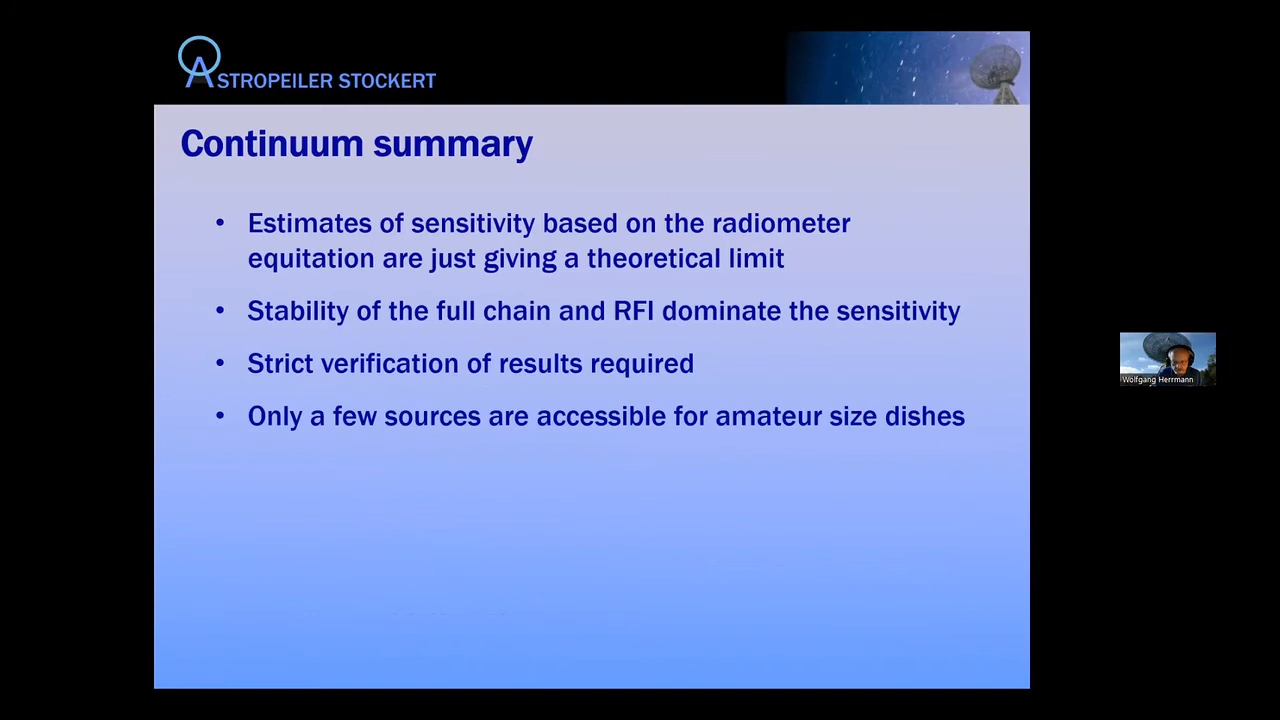 ASTROPEILER STOCKERT
Continuum summary
• Estimates of sensitivity based on the radiometer
equitation are just giving a theoretical limit
• Stability of the full chain and RFI dominate the sensitivity
• Strict verification of results required
• Only a few sources are accessible for amateur size dishes
Wolfgang Herrmann